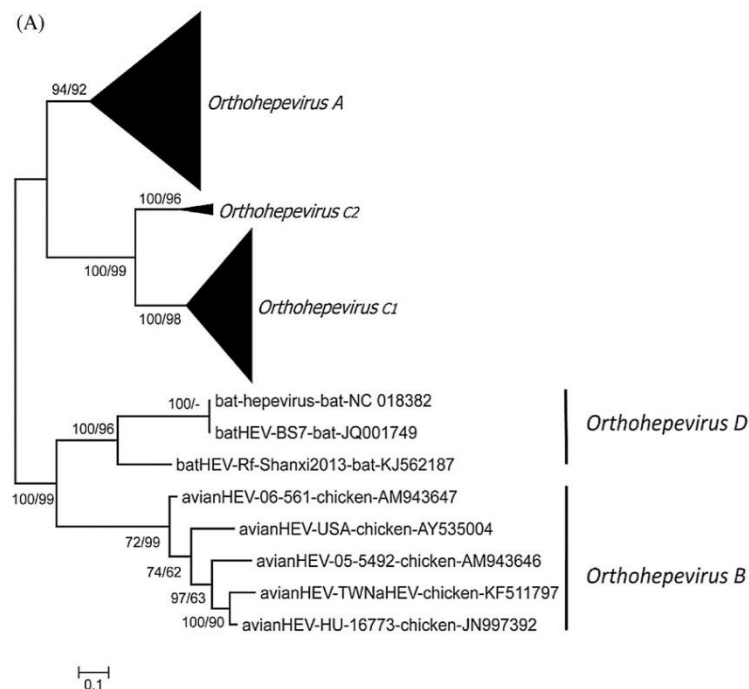 (A)
94/92
Orthohepevirus A
100/96
Orthohepevirus C2
100/99
100/98
Orthohepevirus C1
100/-
bat-hepevirus-bat-NC 018382
100/96
batHEV-BS7-bat-JQ001749
Orthohepevirus D
batHEV-Rf-Shanxi2013-bat-KJ562187
100/99
avianHEV-06-561-chicken-AM943647
72/99
avianHEV-USA-chicken-AY535004
74/62
avianHEV-05-5492-chicken-AM943646
Orthohepevirus B
97/63
avianHEV-TWNaHEV-chicken-KF511797
100/90
avianHEV-HU-16773-chicken-JN997392
0.1